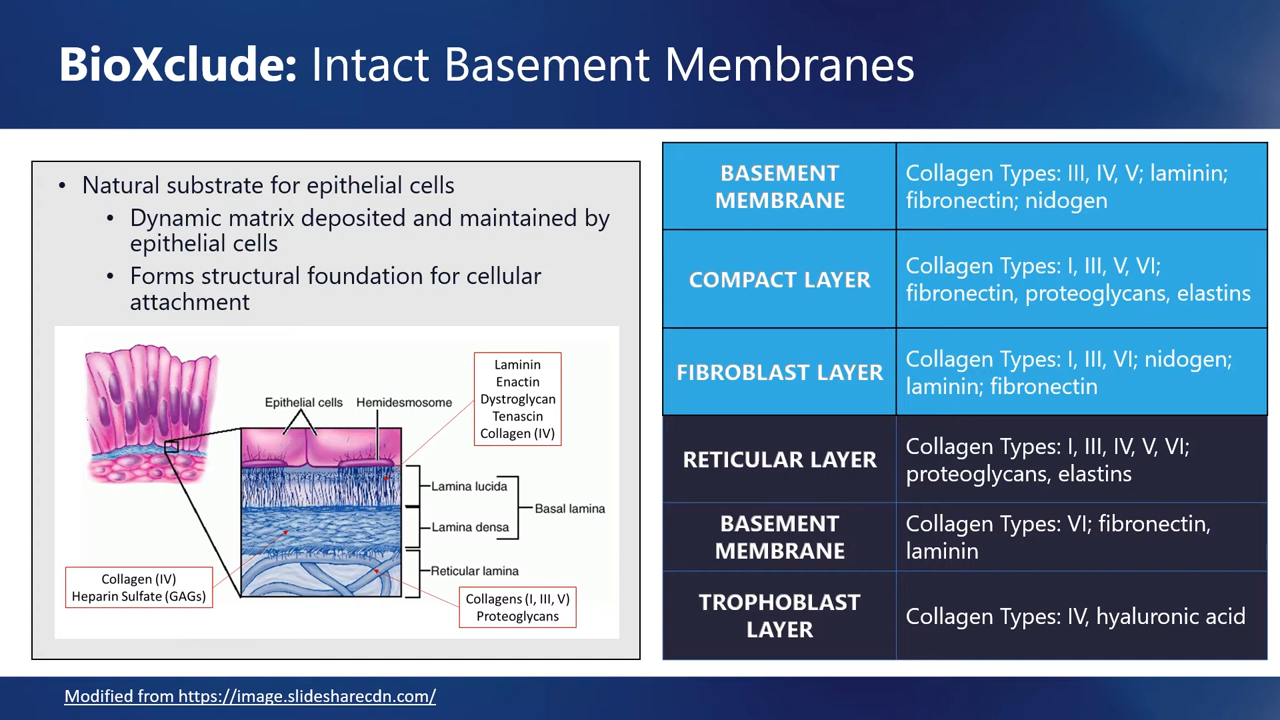 BioXclude: Intact Basement Membranes
• Natural substrate for epithelial cells
• Dynamic matrix deposited and maintained by
epithelial cells
• Forms structural foundation for cellular
attachment
Laminin
Enactin
Dystroglycan
Tenascin
Collagen (IV)
Epithelial cells
Hemidesmosome
Lamina lucida
Basal lamina
Lamina densa
Reticular lamina
Collagen (IV)
Heparin Sulfate (GAGs)
Collagens (I, III, V)
Proteoglycans
BASEMENT
MEMBRANE
Collagen Types: III, IV, V; laminin;
fibronectin; nidogen
COMPACT LAYER
Collagen Types: I, III, V, VI;
fibronectin, proteoglycans, elastins
FIBROBLAST LAYER
Collagen Types: I, III, VI; nidogen;
laminin; fibronectin
RETICULAR LAYER
Collagen Types: I, III, IV, V, VI;
proteoglycans, elastins
BASEMENT
MEMBRANE
Collagen Types: VI; fibronectin,
laminin
TROPHOBLAST
LAYER
Collagen Types: IV, hyaluronic acid
Modified from https://image.slidesharecdn.com/